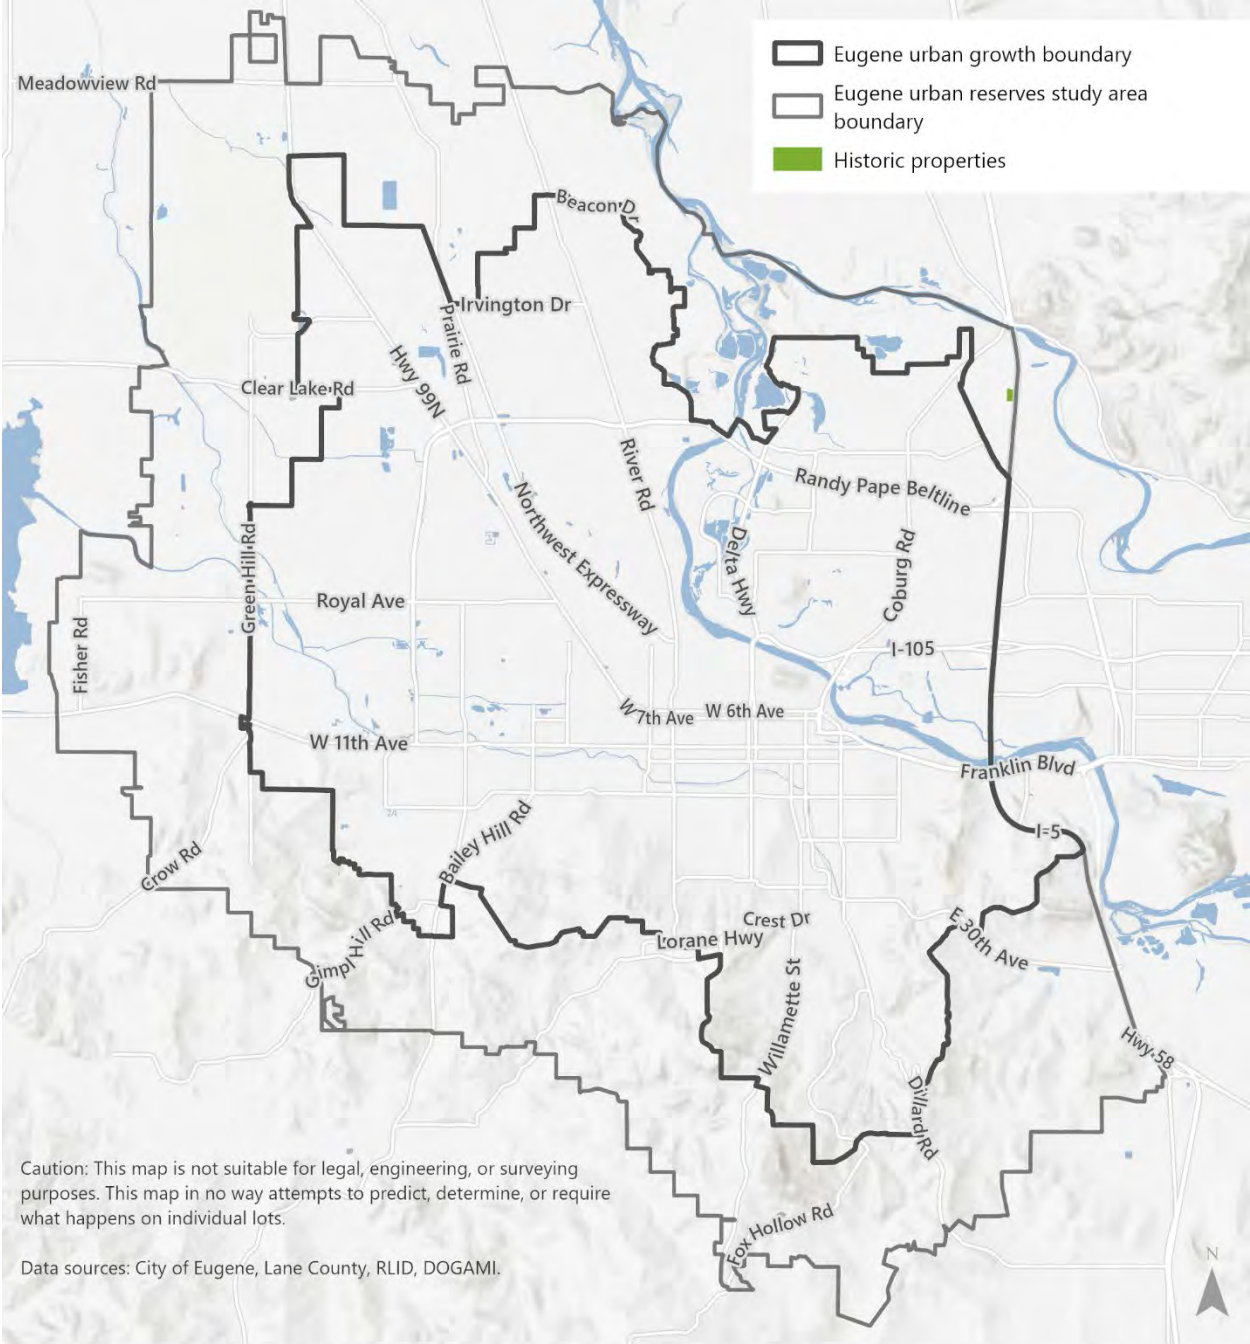 Eugene urban growth boundary
Eugene urban reserves study area
boundary
Historic properties
Meadowview Rd
Beacon Dr
Irvington Dr
Prairie Rd
Hwy 99N
Clear Lake Rd
River Rd
Randy Pape Beltline
Northwest Expressway
Delta Hwy
Coburg Rd
Green Hill Rd
Royal Ave
Fisher Rd
I-105
W 7th Ave
W 6th Ave
W 11th Ave
Franklin Blvd
I-5
Bailey Hill Rd
Crow Rd
Crest Dr
Gimpl Hill Rd
Lorane Hwy
E 30th Ave
Willamette St
Hwy 58
Dillard Rd
Fox Hollow Rd
Caution: This map is not suitable for legal, engineering, or surveying
purposes. This map in no way attempts to predict, determine, or require
what happens on individual lots.
Data sources: City of Eugene, Lane County, RLID, DOGAMI.
N